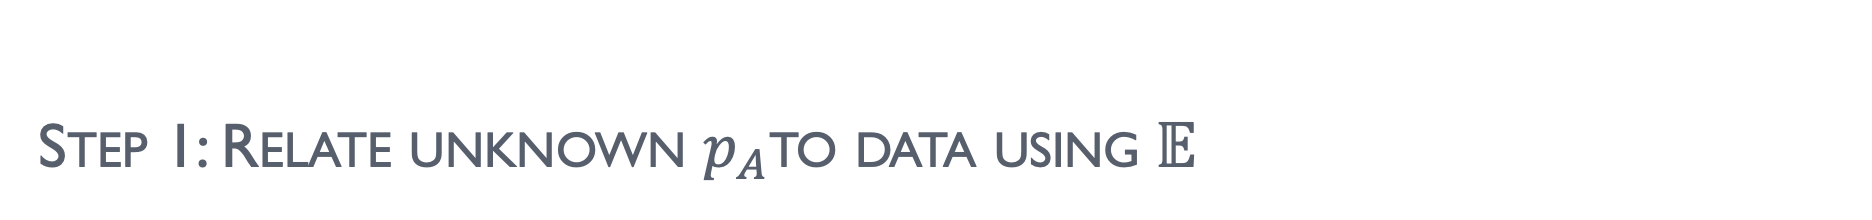 STEP 1: RELATE UNKNOWN p_A TO DATA USING 𝔼